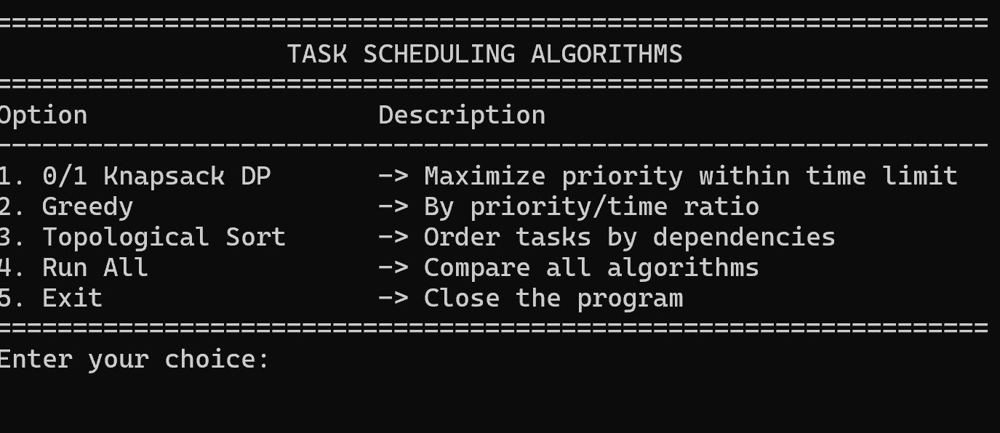 =================================================================
TASK SCHEDULING ALGORITHMS
=================================================================
Option                   Description
-----------------------------------------------------------------
1. 0/1 Knapsack DP       -> Maximize priority within time limit
2. Greedy                -> By priority/time ratio
3. Topological Sort      -> Order tasks by dependencies
4. Run All               -> Compare all algorithms
5. Exit                  -> Close the program
=================================================================
Enter your choice: